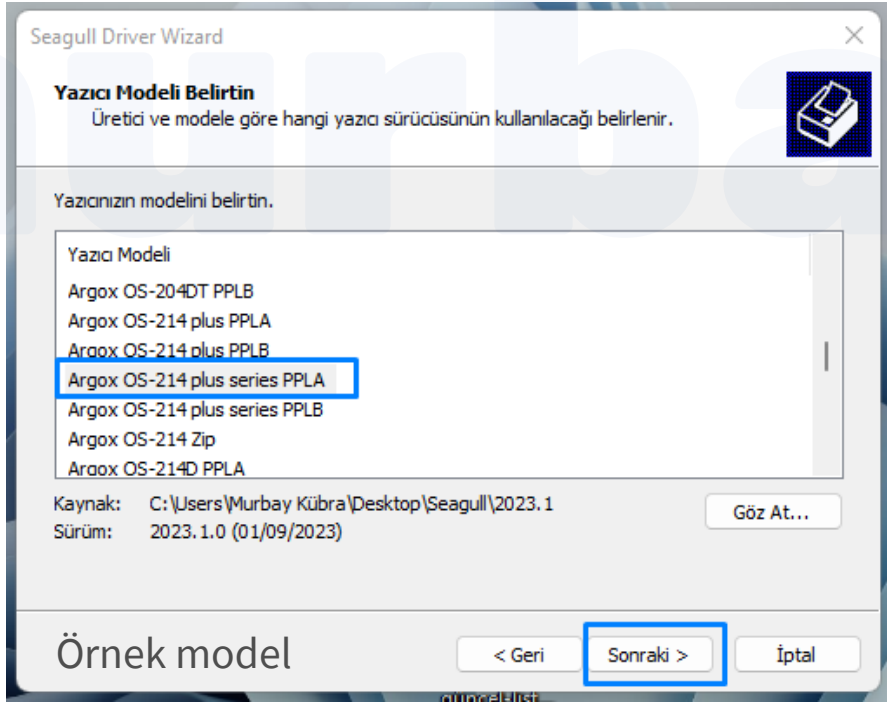 Seagull Driver Wizard
Yazıcı Modeli Belirtin
Üretici ve modele göre hangi yazıcı sürücüsünün kullanılacağı belirlenir.
Yazıcınızın modelini belirtin.
Yazıcı Modeli
Argox OS-204DT PPLB
Argox OS-214 plus PPLA
Argox OS-214 plus PPLB
Argox OS-214 plus series PPLA
Argox OS-214 plus series PPLB
Argox OS-214 Zip
Argox OS-214D PPLA
Kaynak: C:\Users\Murbay Kübra\Desktop\Seagull\2023.1
Göz At...
Sürüm: 2023.1.0 (01/09/2023)
Örnek model
< Geri
Sonraki >
İptal